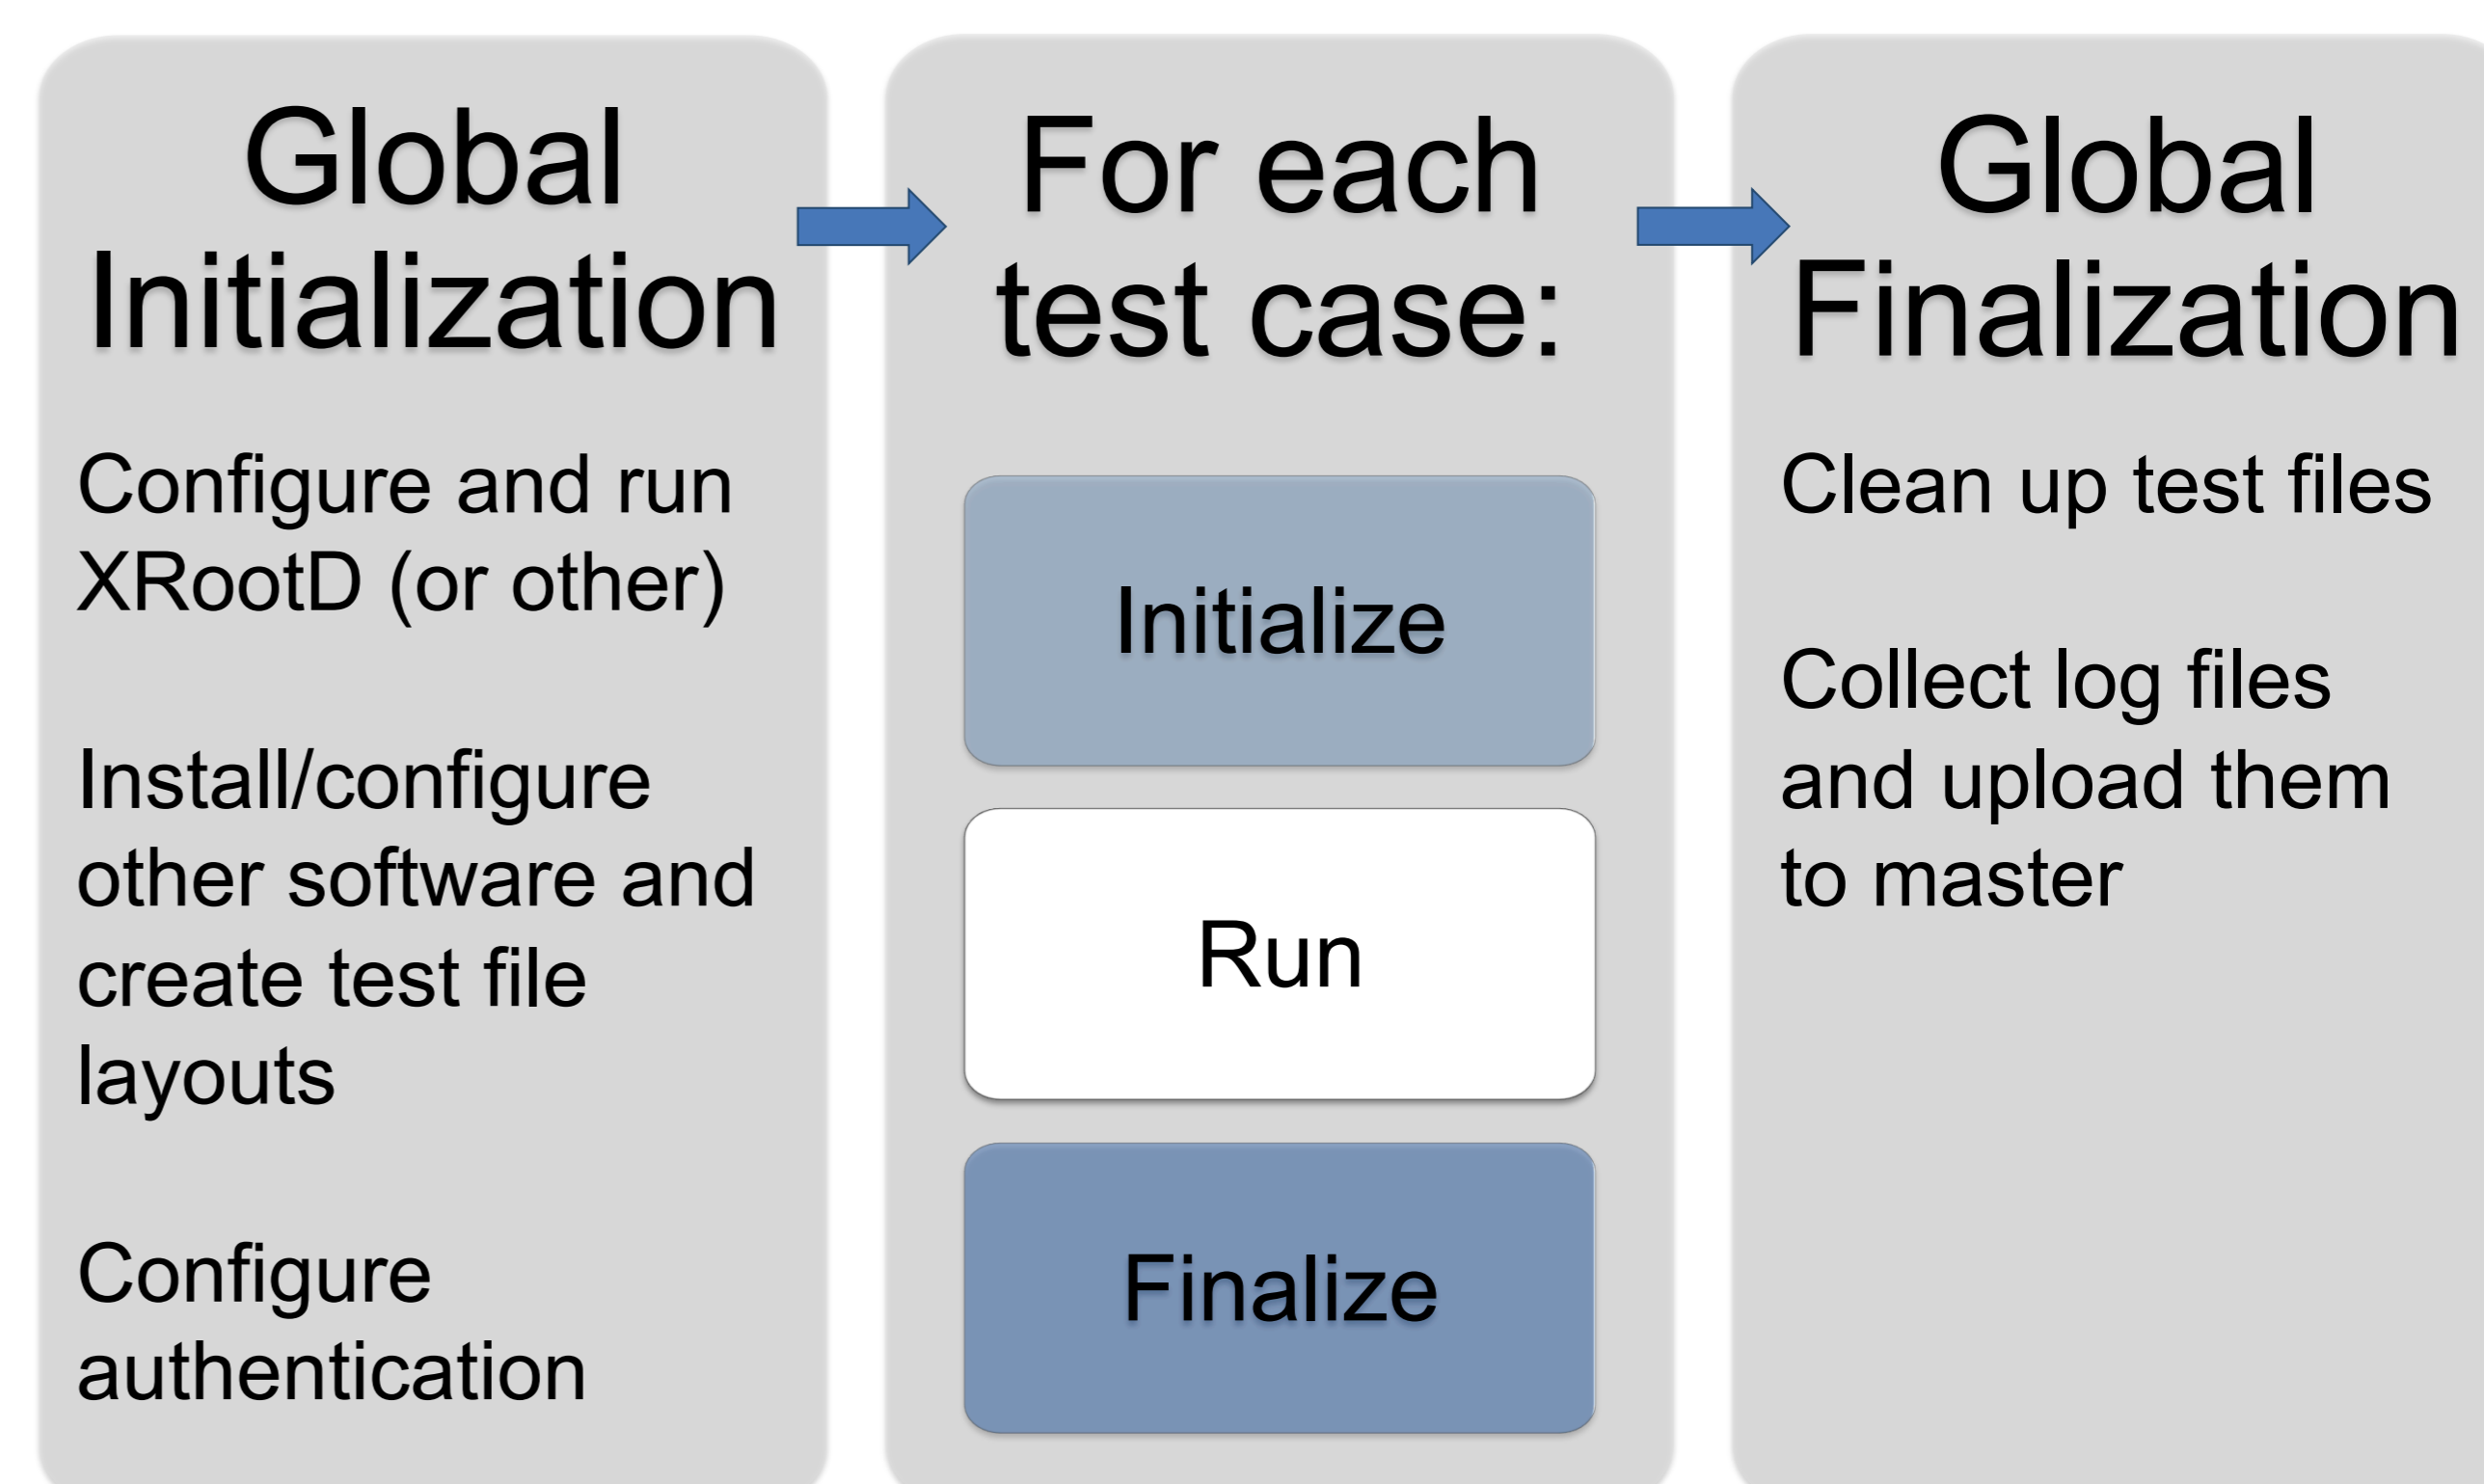 Global
Initialization
Configure and run
XRootD (or other)
Install/configure
other software and
create test file
layouts
Configure
authentication
For each
test case:
Initialize
Run
Finalize
Global
Finalization
Clean up test files
Collect log files
and upload them
to master